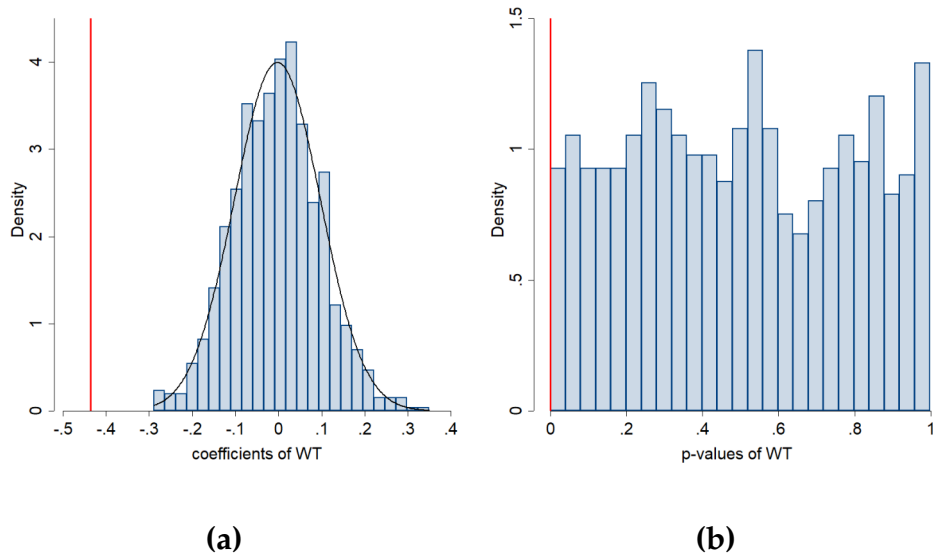 4
3
2
1
0
Density
-.5 -.4 -.3 -.2 -.1 0 .1 .2 .3 .4
coefficients of WT
(a)
1.5
1
.5
0
Density
0 .2 .4 .6 .8 1
p-values of WT
(b)